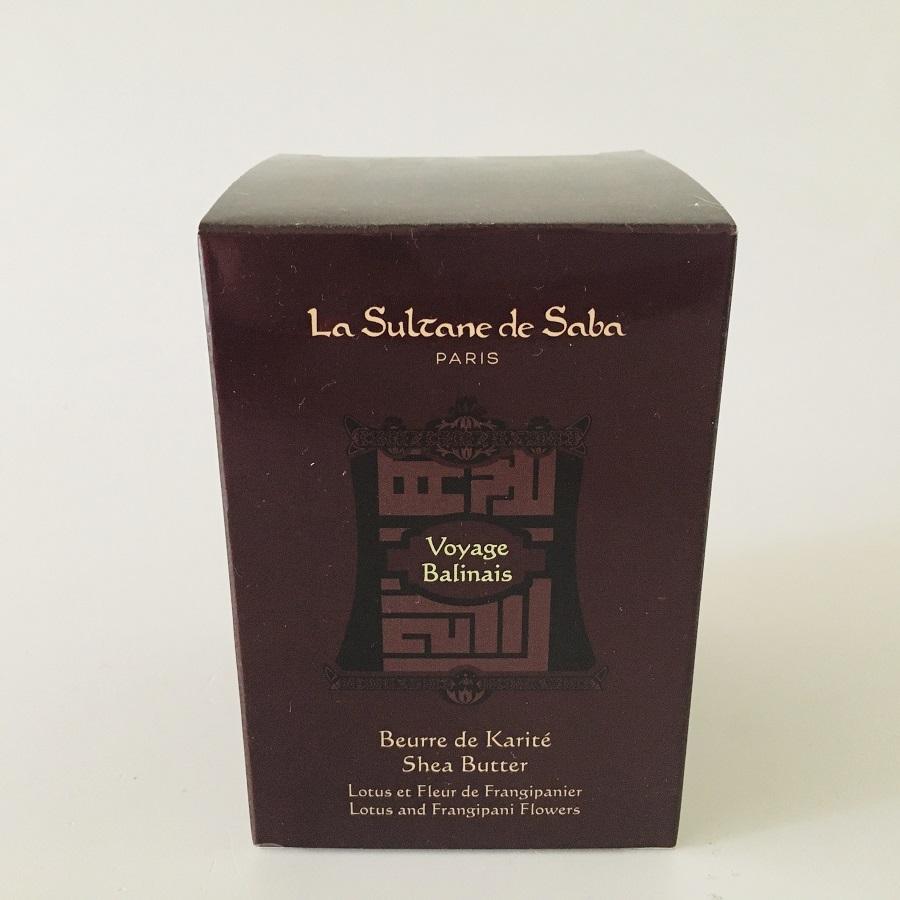 La Sultane de Saba
PARIS
Voyage
Balinais
Beurre de Karité
Shea Butter
Lotus et Fleur de Frangipanier
Lotus and Frangipani Flowers